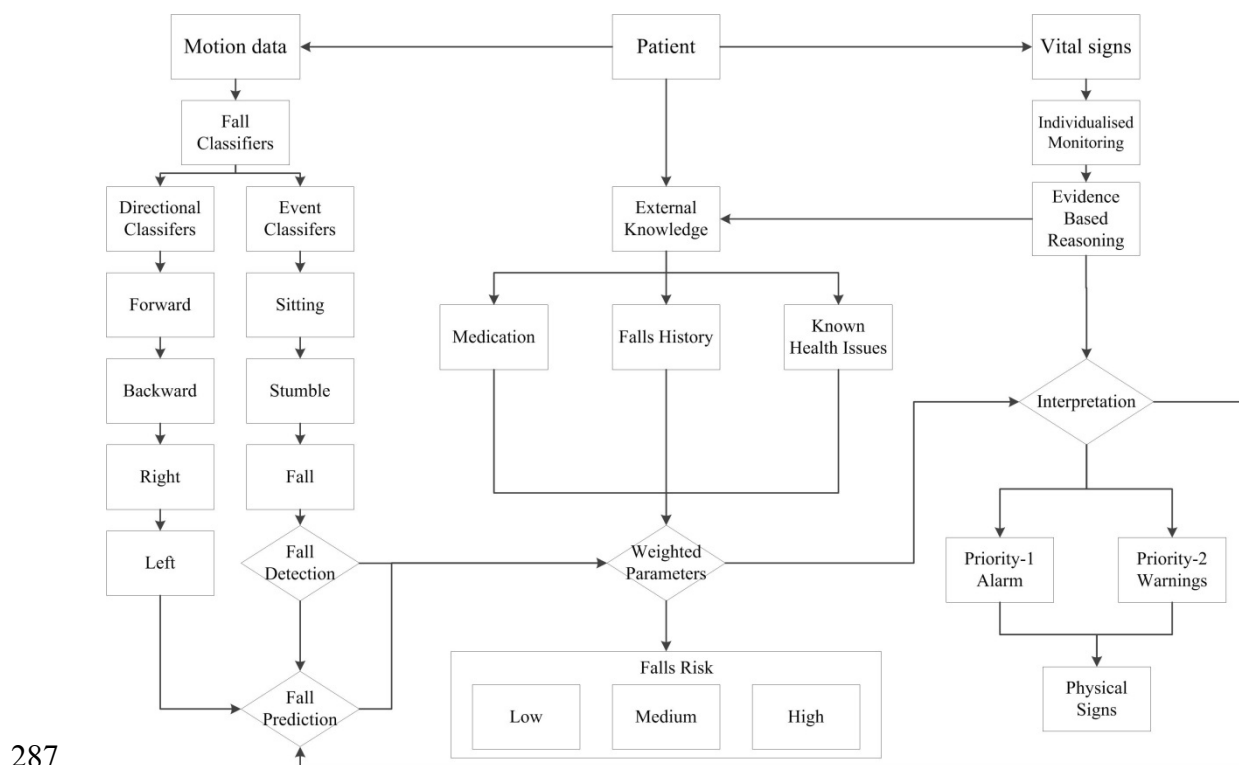 Motion data
Patient
Vital signs
Fall
Classifiers
Individualised
Monitoring
Directional
Classifers
Event
Classifers
External
Knowledge
Evidence
Based
Reasoning
Forward
Sitting
Medication
Falls History
Known
Health Issues
Backward
Stumble
Interpretation
Right
Fall
Left
Fall
Detection
Weighted
Parameters
Priority-1
Alarm
Priority-2
Warnings
Fall
Prediction
Falls Risk
Low
Medium
High
Physical
Signs
287